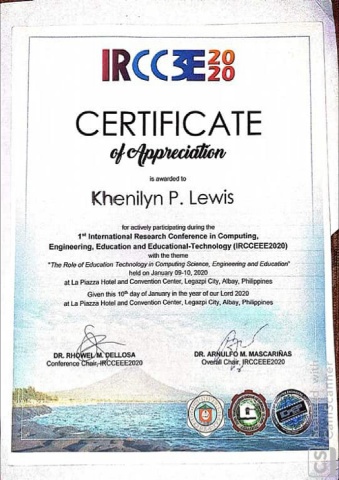 IRCC3E 2020
CERTIFICATE
of Appreciation
is awarded to
Khenilyn P. Lewis
for actively participating during the
1st International Research Conference in Computing,
Engineering, Education and Educational-Technology (IRCCEEE2020)
with the theme
"The Role of Education Technology in Computing Science, Engineering and Education"
held on January 09-10, 2020
at La Piazza Hotel and Convention Center, Legazpi City, Albay, Philippines
Given this 10th day of January in the year of our Lord 2020
at La Piazza Hotel and Convention Center, Legazpi City, Albay, Philippines
DR. RHOWEL M. DELLOSA
Conference Chair, IRCCEEE2020
DR. ARNULFO M. MASCARIÑAS
Overall Chair, IRCCEEE2020
CS CamScanner